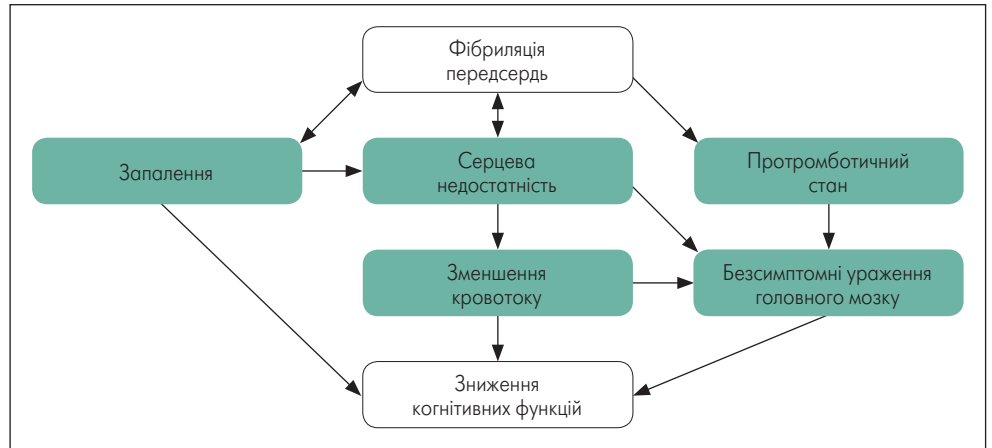 Фібриляція
передсердь
Запалення
Серцева
недостатність
Протромботичний
стан
Зменшення
кровотоку
Безсимптомні ураження
головного мозку
Зниження
когнітивних функцій